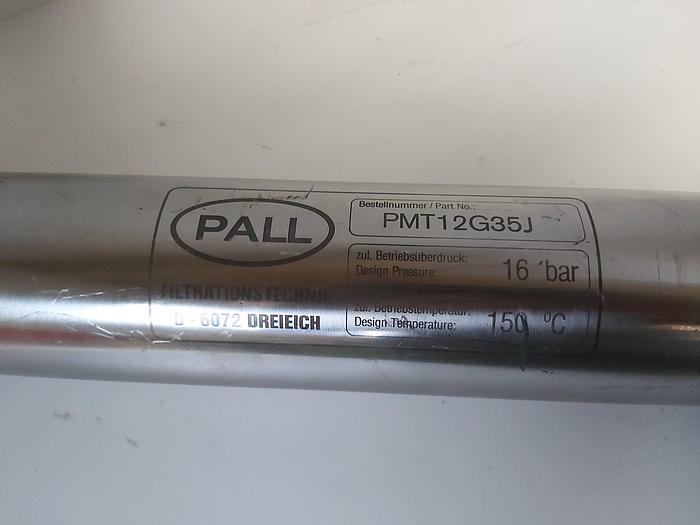 PALL
FILTRATIONSTECHNIK
D - 6072 DREIEICH
Bestellnummer / Part No.:
PMT12G35J
zul. Betriebsüberdruck:
Design Pressure: 16 bar
zul. Betriebstemperatur:
Design Temperature: 150 °C